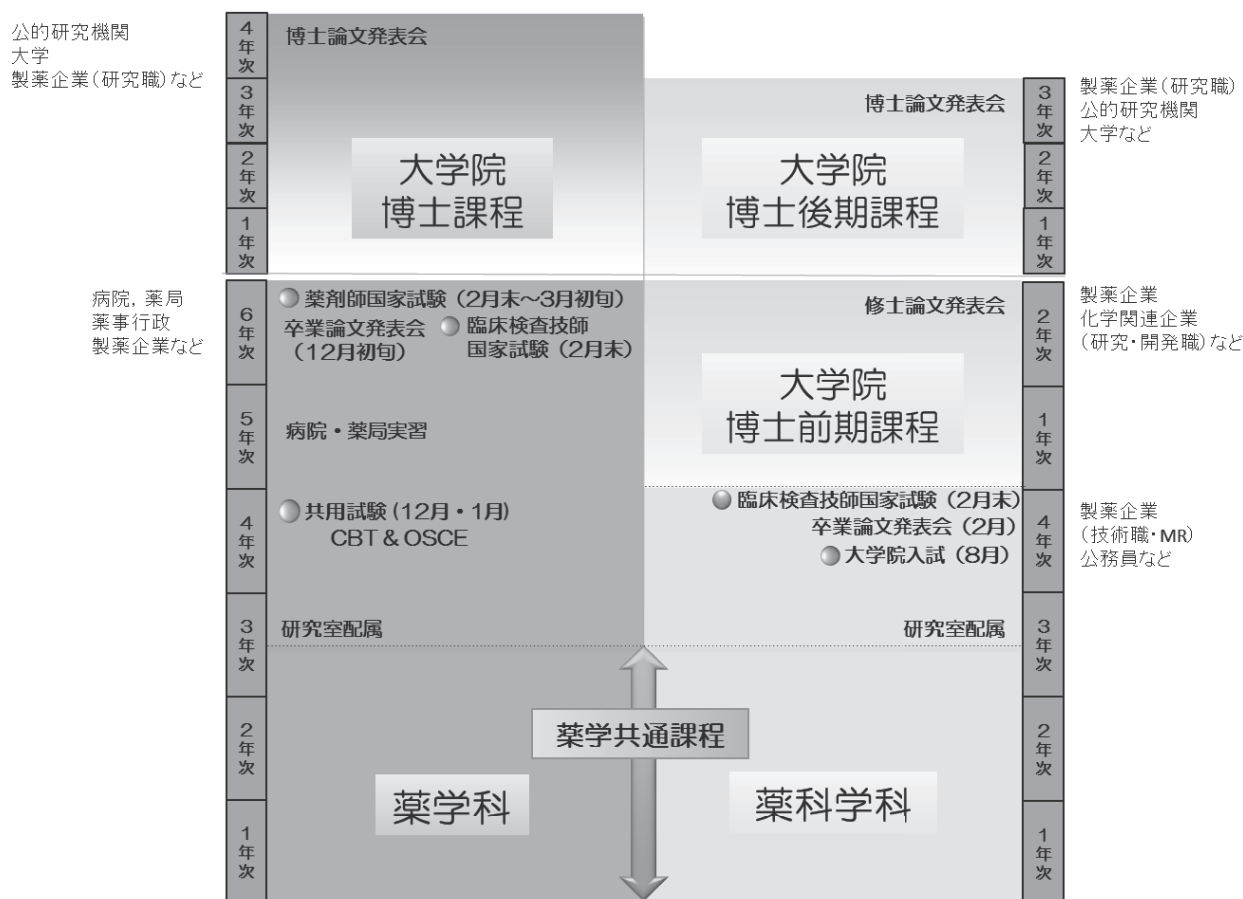 公的研究機関
大学
製薬企業(研究職)など
4年次
3年次
2年次
1年次
博士論文発表会
大学院
博士課程
博士論文発表会
大学院
博士後期課程
3年次
2年次
1年次
製薬企業(研究職)
公的研究機関
大学など
病院, 薬局
薬事行政
製薬企業など
6年次
5年次
4年次
3年次
2年次
1年次
薬剤師国家試験(2月末~3月初旬)
卒業論文発表会
(12月初旬)
臨床検査技師
国家試験(2月末)
病院・薬局実習
共用試験(12月・1月)
CBT & OSCE
研究室配属
薬学科
薬学共通課程
修士論文発表会
大学院
博士前期課程
臨床検査技師国家試験(2月末)
卒業論文発表会(2月)
大学院入試(8月)
研究室配属
薬科学科
2年次
1年次
4年次
3年次
2年次
1年次
製薬企業
化学関連企業
(研究・開発職)など
製薬企業
(技術職・MR)
公務員など